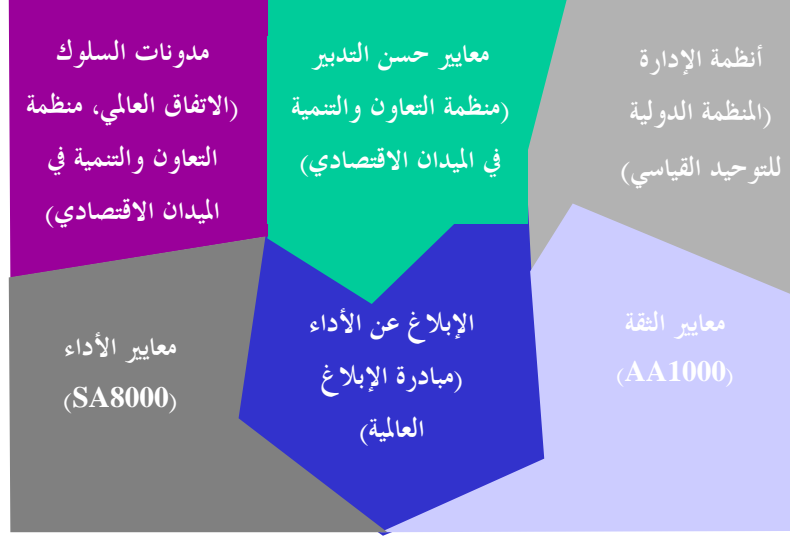 أنظمة الإدارة
(المنظمة الدولية
للتوحيد القياسي)
معايير حسن التدبير
(منظمة التعاون والتنمية
في الميدان الاقتصادي)
مدونات السلوك
(الاتفاق العالمي، منظمة
التعاون والتنمية في
الميدان الاقتصادي)
معايير الثقة
(AA1000)
الإبلاغ عن الأداء
(مبادرة الإبلاغ
العالمية)
معايير الأداء
(SA8000)